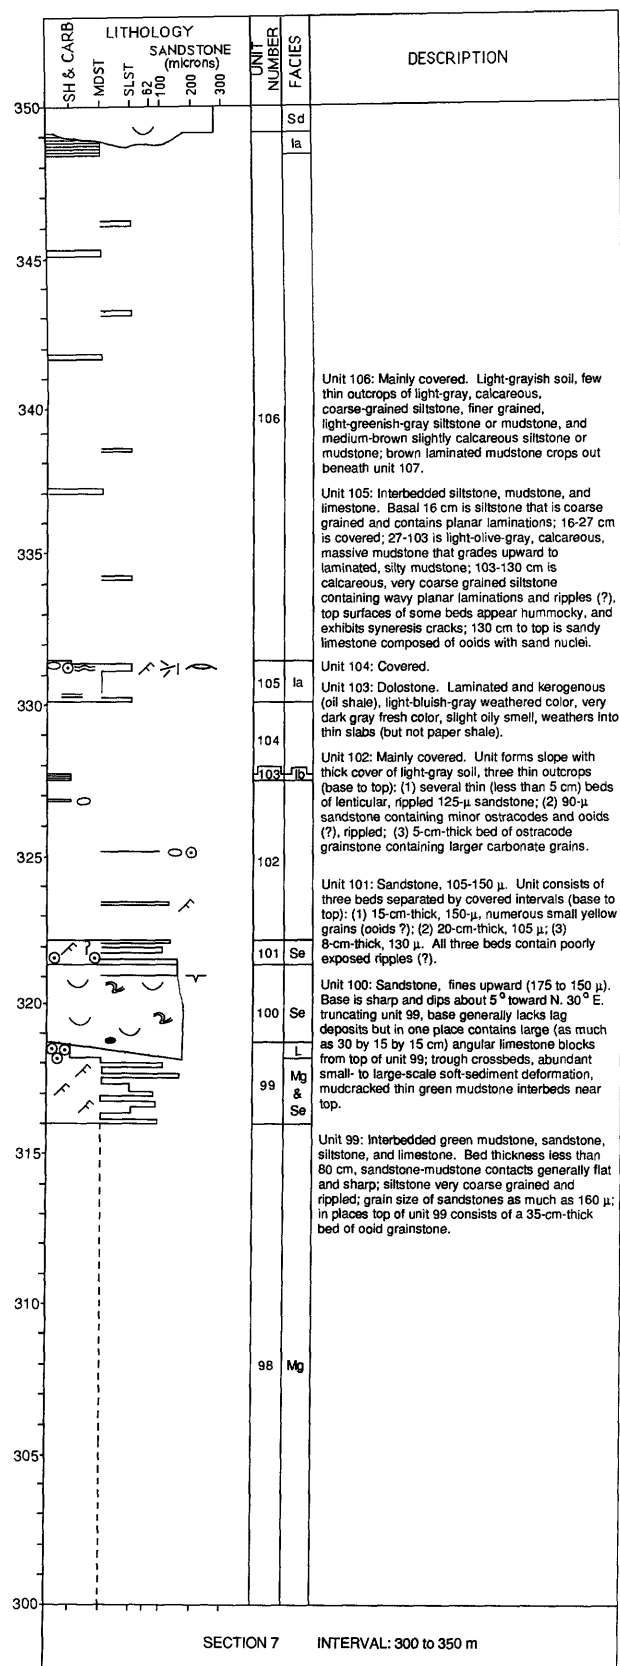 LITHOLOGY
SH & CARB
MDST
SLST
SANDSTONE
(microns)
62
100
200
300
UNIT
NUMBER
FACIES
DESCRIPTION
350
Sd
Ia
345
Unit 106: Mainly covered. Light-grayish soil, few
thin outcrops of light-gray, calcareous,
coarse-grained siltstone, finer grained,
light-greenish-gray siltstone or mudstone, and
medium-brown slightly calcareous siltstone or
mudstone; brown laminated mudstone crops out
beneath unit 107.
340
106
Unit 105: Interbedded siltstone, mudstone, and
limestone. Basal 16 cm is siltstone that is coarse
grained and contains planar laminations; 16-27 cm
is covered; 27-103 is light-olive-gray, calcareous,
massive mudstone that grades upward to
laminated, silty mudstone; 103-130 cm is
calcareous, very coarse grained siltstone
containing wavy planar laminations and ripples (?),
top surfaces of some beds appear hummocky, and
exhibits syneresis cracks; 130 cm to top is sandy
limestone composed of ooids with sand nuclei.
335
Unit 104: Covered.
105
Ia
330
Unit 103: Dolostone. Laminated and kerogenous
(oil shale), light-bluish-gray weathered color, very
dark gray fresh color, slight oily smell, weathers into
thin slabs (but not paper shale).
104
103
Ib
Unit 102: Mainly covered. Unit forms slope with
thick cover of light-gray soil, three thin outcrops
(base to top): (1) several thin (less than 5 cm) beds
of lenticular, rippled 125-µ sandstone; (2) 90-µ
sandstone containing minor ostracodes and ooids
(?), rippled; (3) 5-cm-thick bed of ostracode
grainstone containing larger carbonate grains.
325
102
Unit 101: Sandstone, 105-150 µ. Unit consists of
three beds separated by covered intervals (base to
top): (1) 15-cm-thick, 150-µ, numerous small yellow
grains (ooids ?); (2) 20-cm-thick, 105 µ; (3)
8-cm-thick, 130 µ. All three beds contain poorly
exposed ripples (?).
?
101
Se
320
100
Se
Unit 100: Sandstone, fines upward (175 to 150 µ).
Base is sharp and dips about 5° toward N. 30° E.
truncating unit 99, base generally lacks lag
deposits but in one place contains large (as much
as 30 by 15 by 15 cm) angular limestone blocks
from top of unit 99; trough crossbeds, abundant
small- to large-scale soft-sediment deformation,
mudcracked thin green mudstone interbeds near
top.
L
99
Mg
&
Se
315
Unit 99: Interbedded green mudstone, sandstone,
siltstone, and limestone. Bed thickness less than
80 cm, sandstone-mudstone contacts generally flat
and sharp; siltstone very coarse grained and
rippled; grain size of sandstones as much as 160 µ;
in places top of unit 99 consists of a 35-cm-thick
bed of ooid grainstone.
310
98
Mg
305
300
SECTION 7 INTERVAL: 300 to 350 m